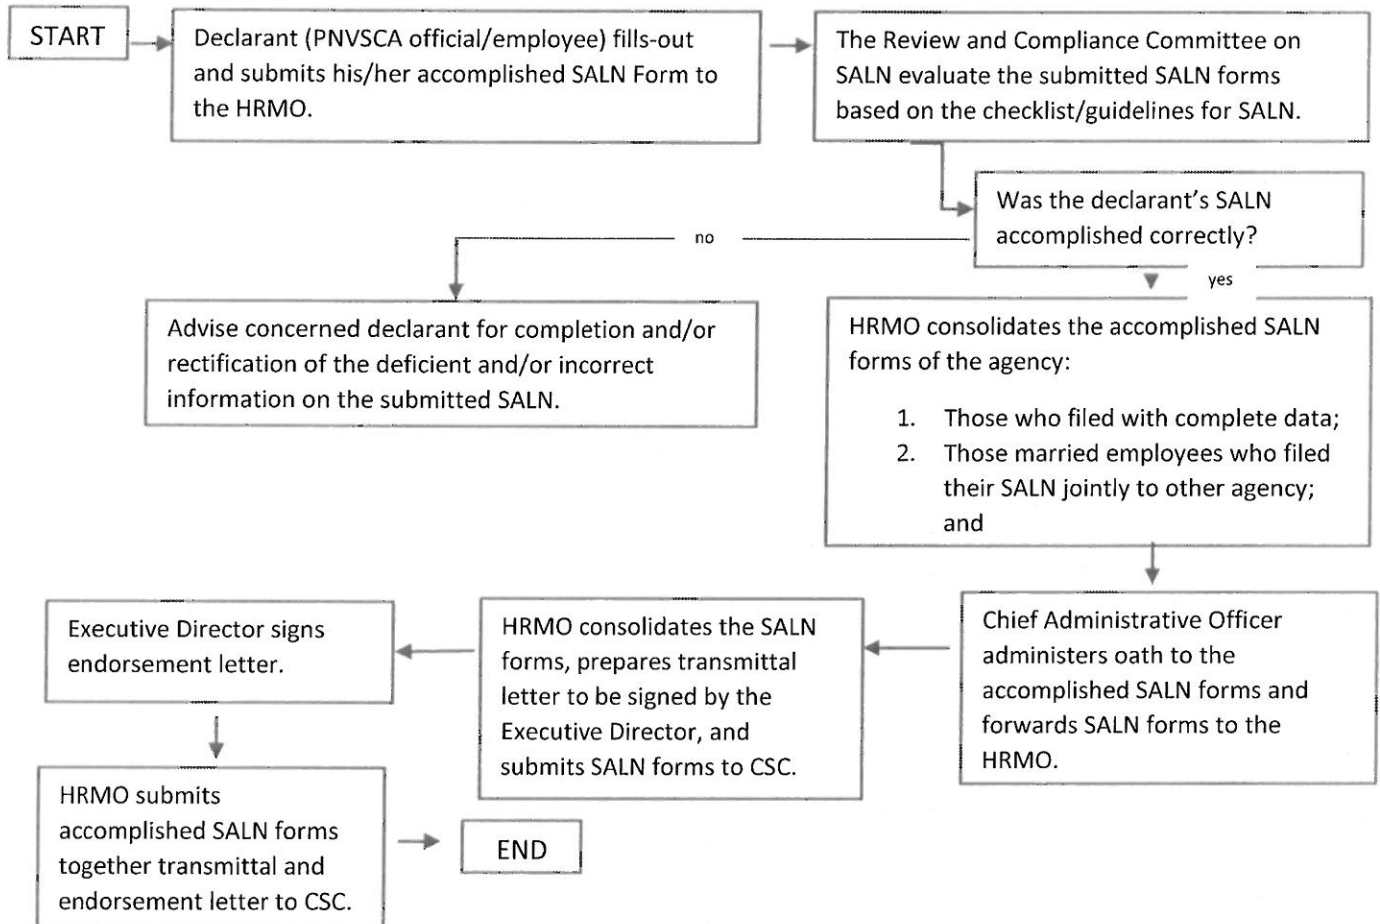 START
Declarant (PNVSCA official/employee) fills-out
and submits his/her accomplished SALN Form to
the HRMO.
The Review and Compliance Committee on
SALN evaluate the submitted SALN forms
based on the checklist/guidelines for SALN.
Was the declarant's SALN
accomplished correctly?
no
yes
Advise concerned declarant for completion and/or
rectification of the deficient and/or incorrect
information on the submitted SALN.
HRMO consolidates the accomplished SALN
forms of the agency:
1. Those who filed with complete data;
2. Those married employees who filed
their SALN jointly to other agency;
and
Chief Administrative Officer
administers oath to the
accomplished SALN forms and
forwards SALN forms to the
HRMO.
HRMO consolidates the SALN
forms, prepares transmittal
letter to be signed by the
Executive Director, and
submits SALN forms to CSC.
Executive Director signs
endorsement letter.
HRMO submits
accomplished SALN forms
together transmittal and
endorsement letter to CSC.
END